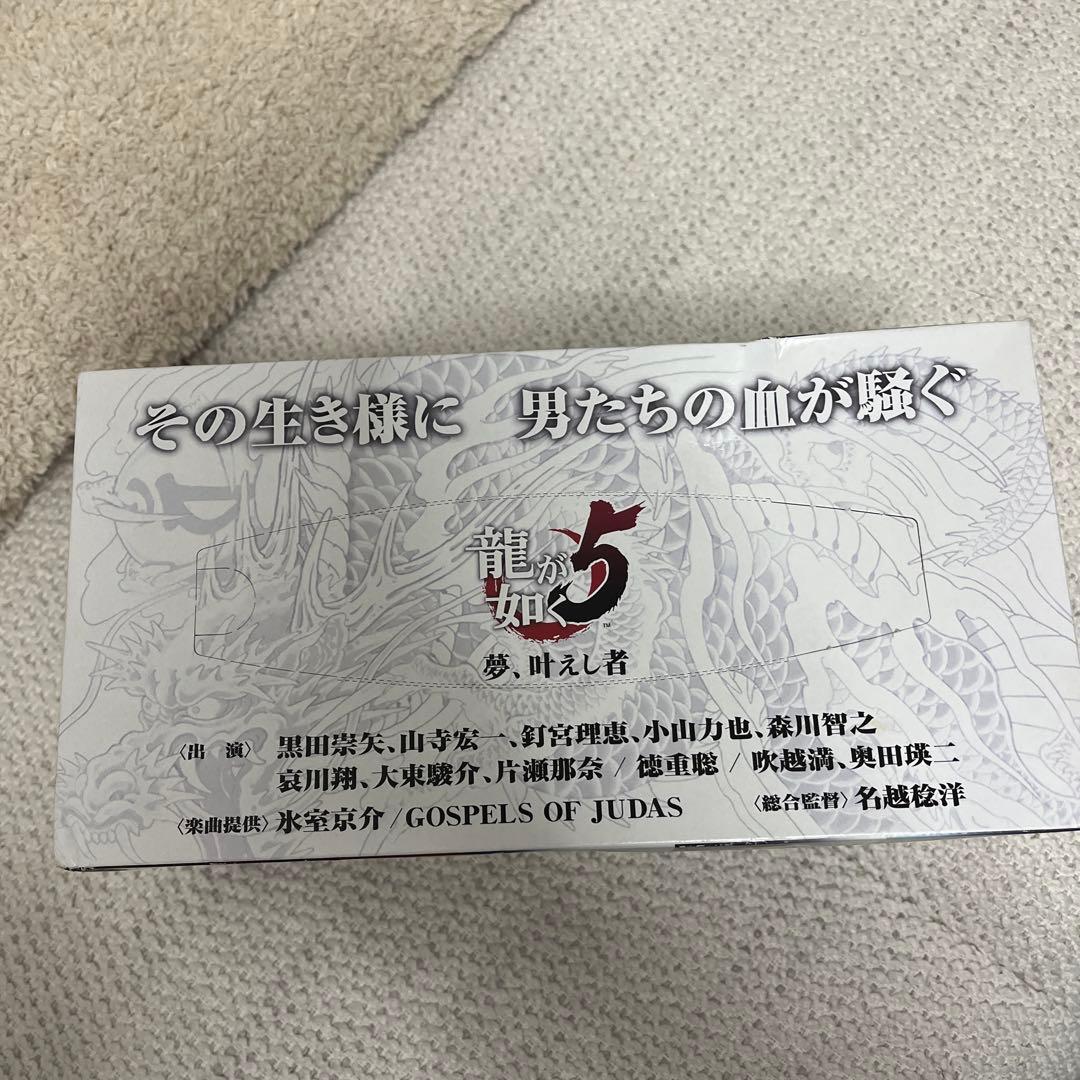 その生き様に 男たちの血が騒ぐ
龍が如く5
™
夢、叶えし者
〈出 演〉 黒田崇矢、山寺宏一、釘宮理恵、小山力也、森川智之
哀川翔、大東駿介、片瀬那奈 / 徳重聡 / 吹越満、奥田瑛二
〈楽曲提供〉 氷室京介 / GOSPELS OF JUDAS 〈総合監督〉 名越稔洋